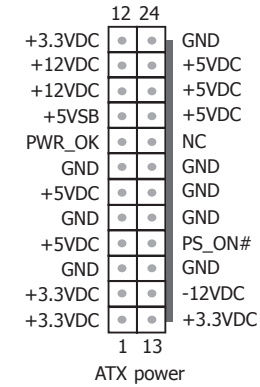 12 24
+3.3VDC GND
+12VDC +5VDC
+12VDC +5VDC
+5VSB +5VDC
PWR_OK NC
GND GND
+5VDC GND
GND GND
+5VDC PS_ON#
GND GND
+3.3VDC -12VDC
+3.3VDC +3.3VDC
1 13
ATX power